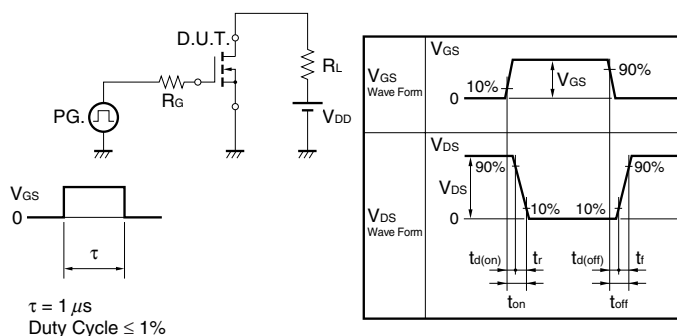 D.U.T.
RL
RG
PG.
VDD
VGS
0
τ
τ = 1 μs
Duty Cycle ≤ 1%
VGS
Wave Form
VGS
10%
VGS
90%
0
VDS
Wave Form
VDS
90%
VDS
10%
10%
90%
0
td(on)
tr
td(off)
tf
ton
toff